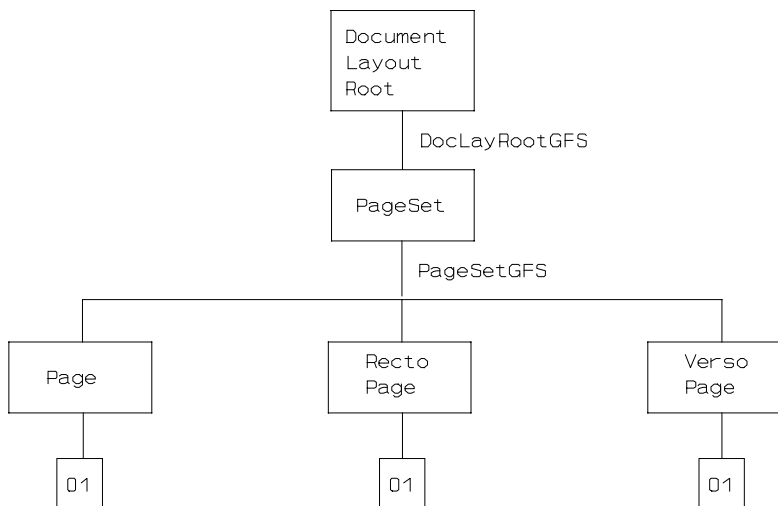 Document
Layout
Root
DocLayRootGFS
PageSet
PageSetGFS
Page
Recto
Page
Verso
Page
01
01
01